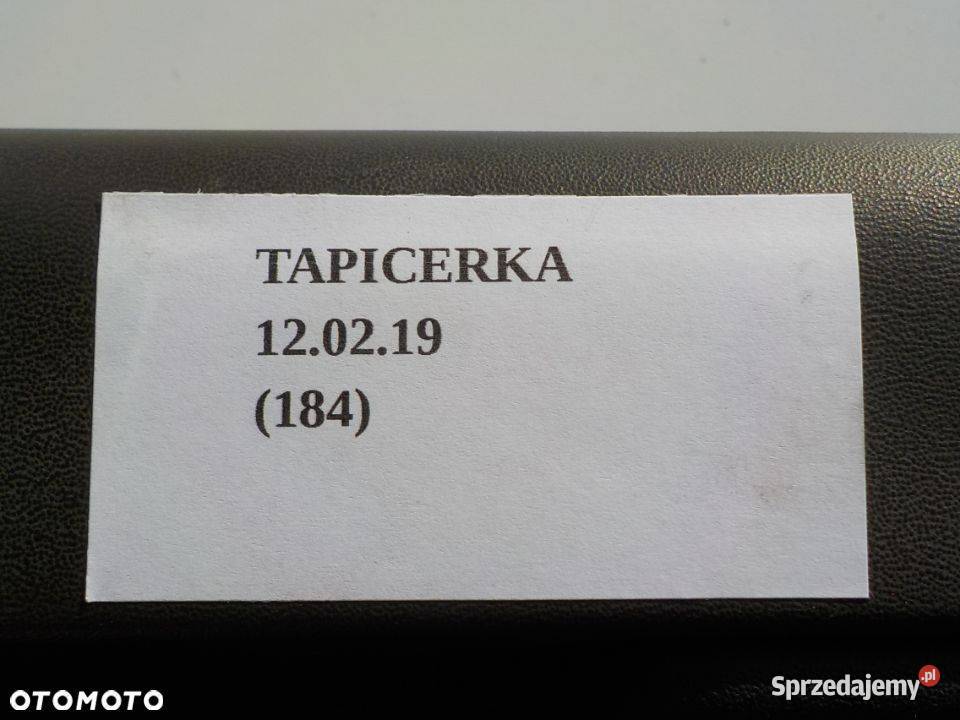 TAPICERKA
12.02.19
(184)
OTOMOTO
Sprzedajemy.pl